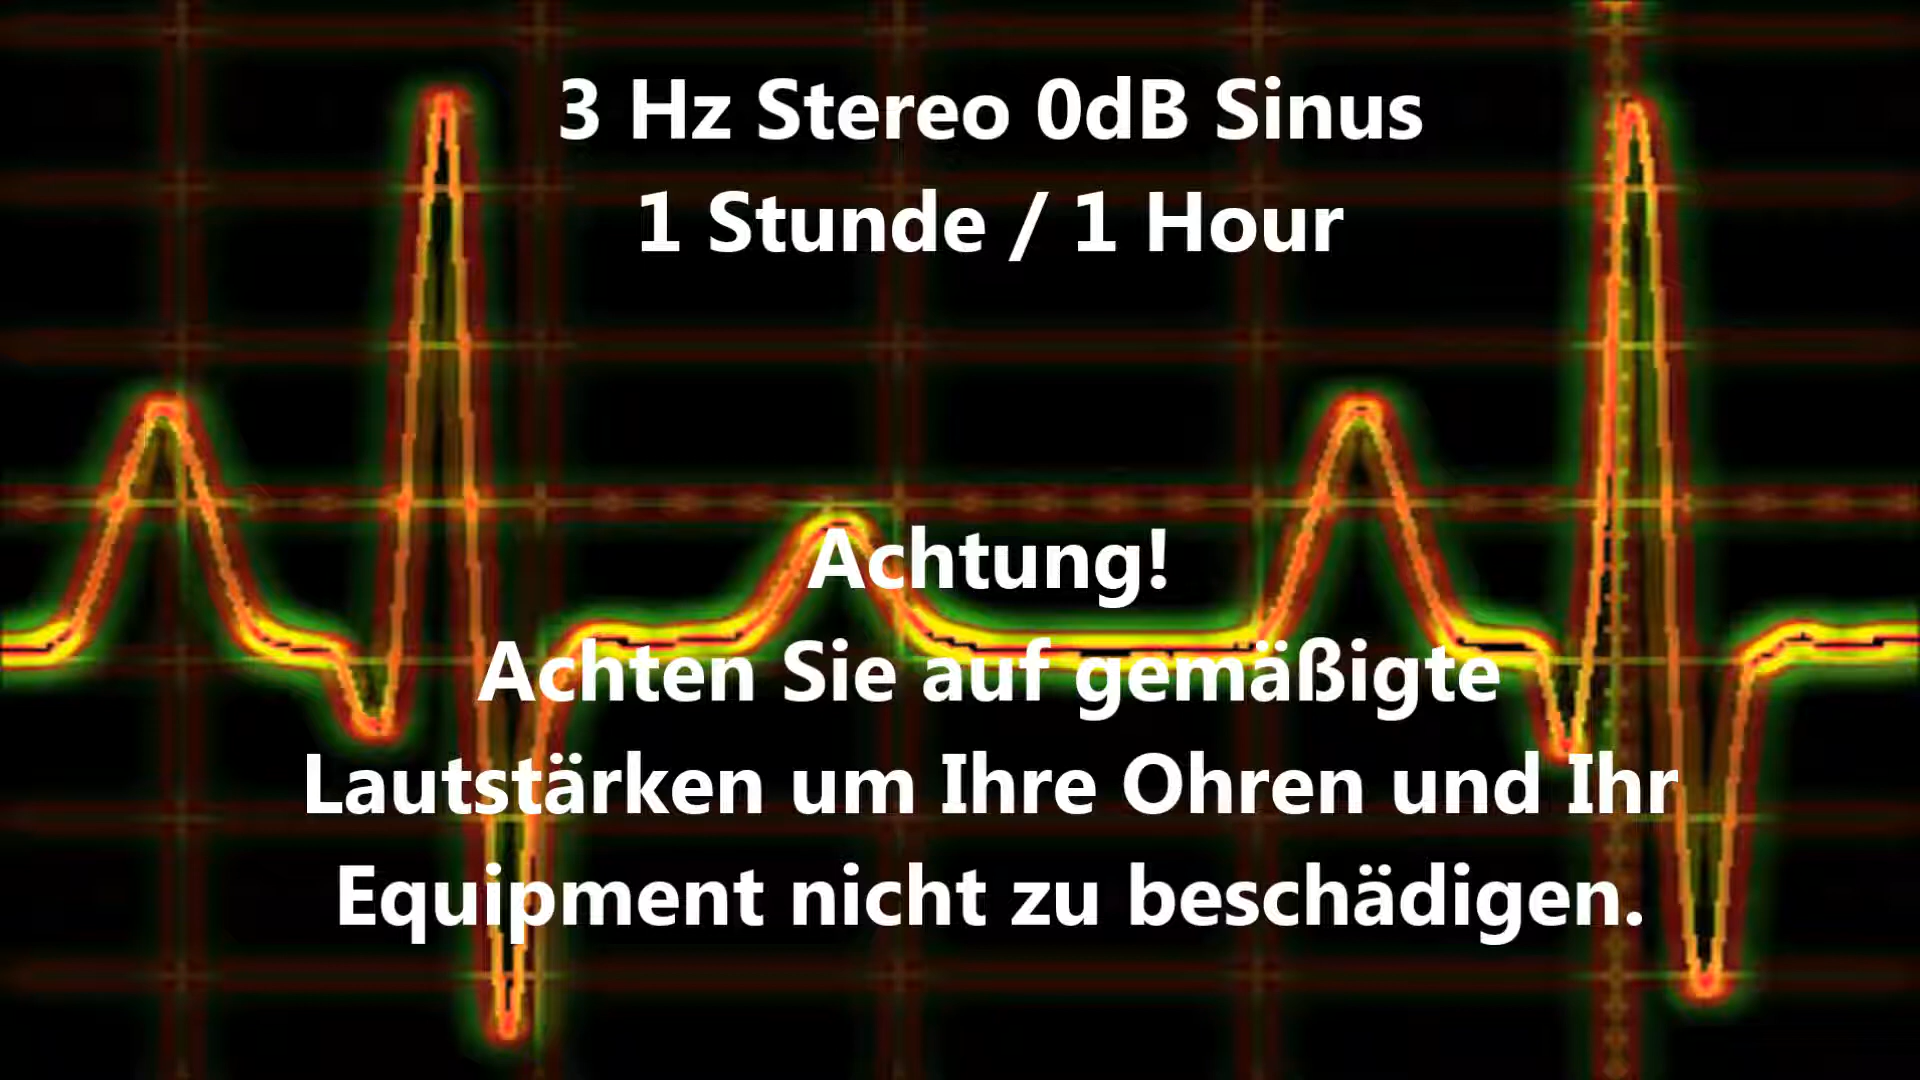 3 Hz Stereo 0dB Sinus
1 Stunde / 1 Hour
Achtung!
Achten Sie auf gemäßigte
Lautstärken um Ihre Ohren und Ihr
Equipment nicht zu beschädigen.